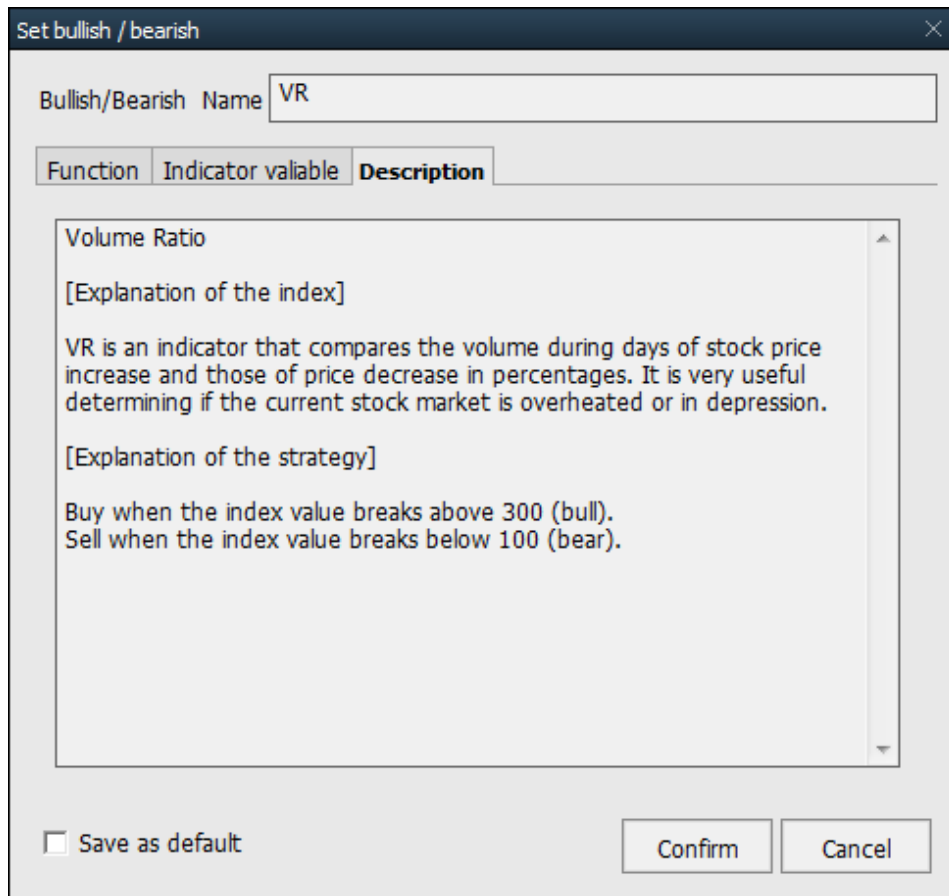 Set bullish / bearish
Bullish/Bearish Name VR
Function Indicator valiable Description
Volume Ratio
[Explanation of the index]
VR is an indicator that compares the volume during days of stock price
increase and those of price decrease in percentages. It is very useful
determining if the current stock market is overheated or in depression.
[Explanation of the strategy]
Buy when the index value breaks above 300 (bull).
Sell when the index value breaks below 100 (bear).
Save as default
Confirm Cancel